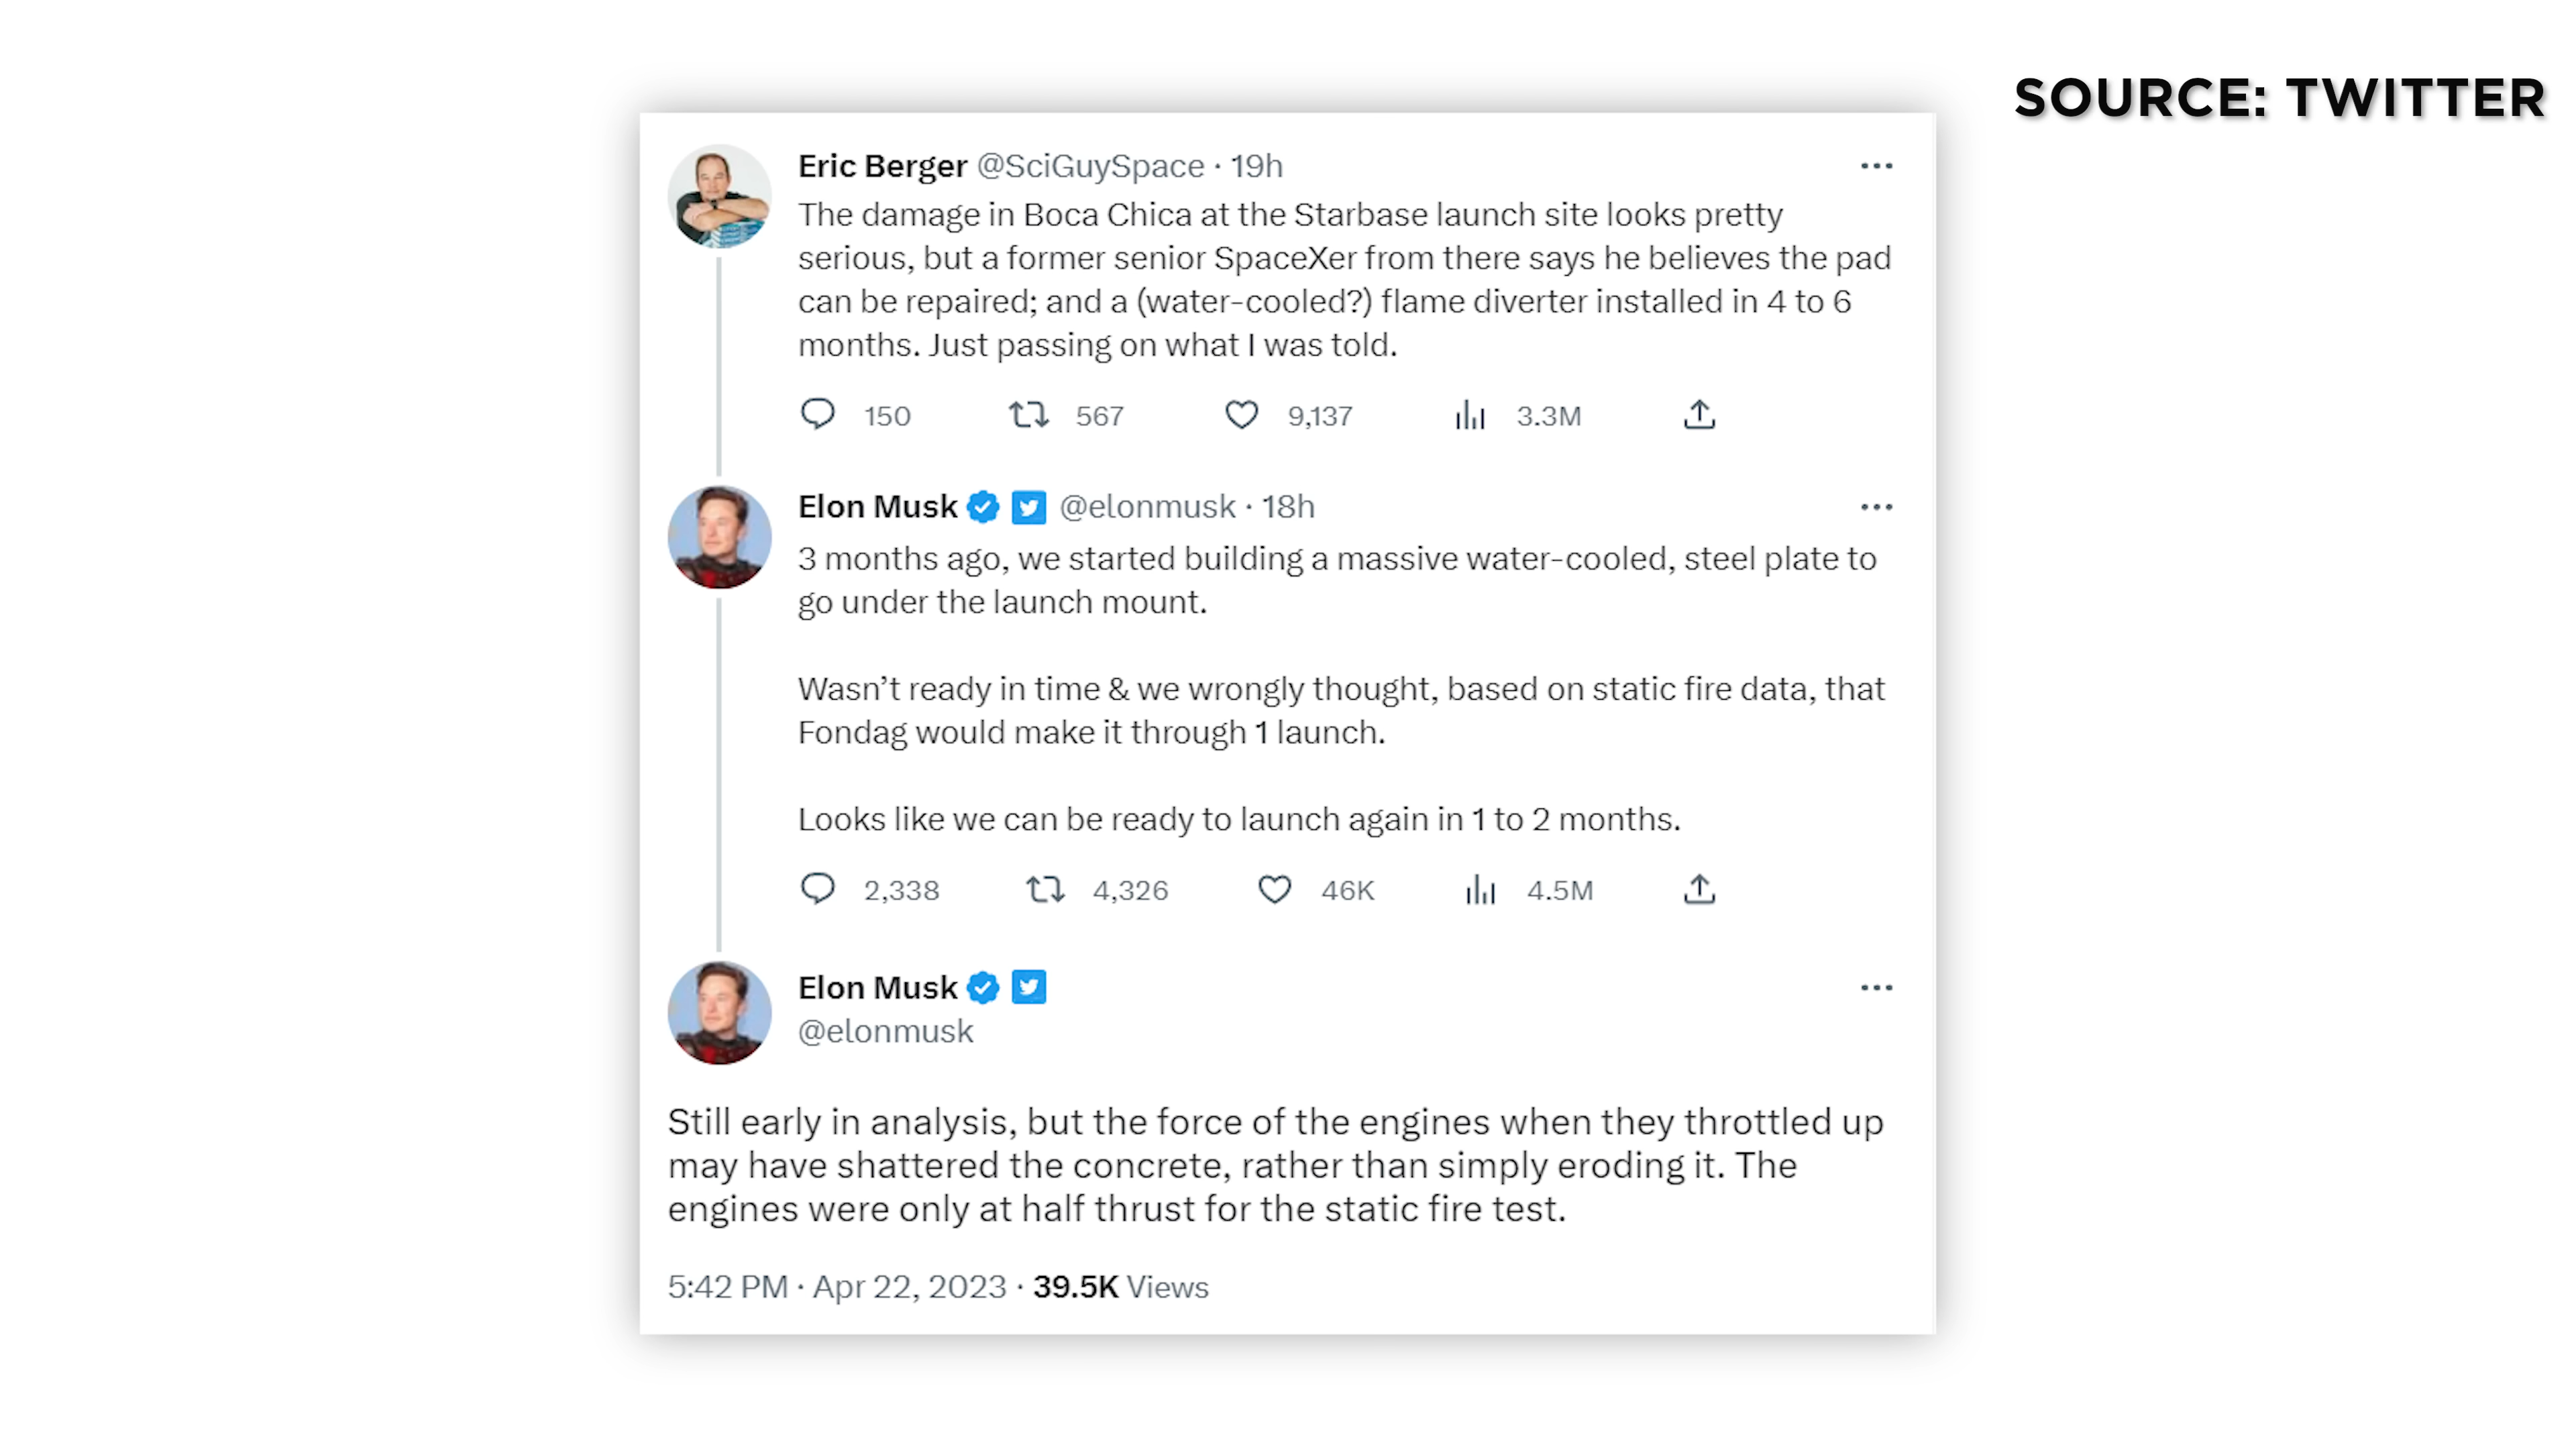 SOURCE: TWITTER
Eric Berger @SciGuySpace · 19h
The damage in Boca Chica at the Starbase launch site looks pretty
serious, but a former senior SpaceXer from there says he believes the pad
can be repaired; and a (water-cooled?) flame diverter installed in 4 to 6
months. Just passing on what I was told.
150 567 9,137 3.3M
Elon Musk @elonmusk · 18h
3 months ago, we started building a massive water-cooled, steel plate to
go under the launch mount.
Wasn’t ready in time & we wrongly thought, based on static fire data, that
Fondag would make it through 1 launch.
Looks like we can be ready to launch again in 1 to 2 months.
2,338 4,326 46K 4.5M
Elon Musk
@elonmusk
Still early in analysis, but the force of the engines when they throttled up
may have shattered the concrete, rather than simply eroding it. The
engines were only at half thrust for the static fire test.
5:42 PM · Apr 22, 2023 · 39.5K Views